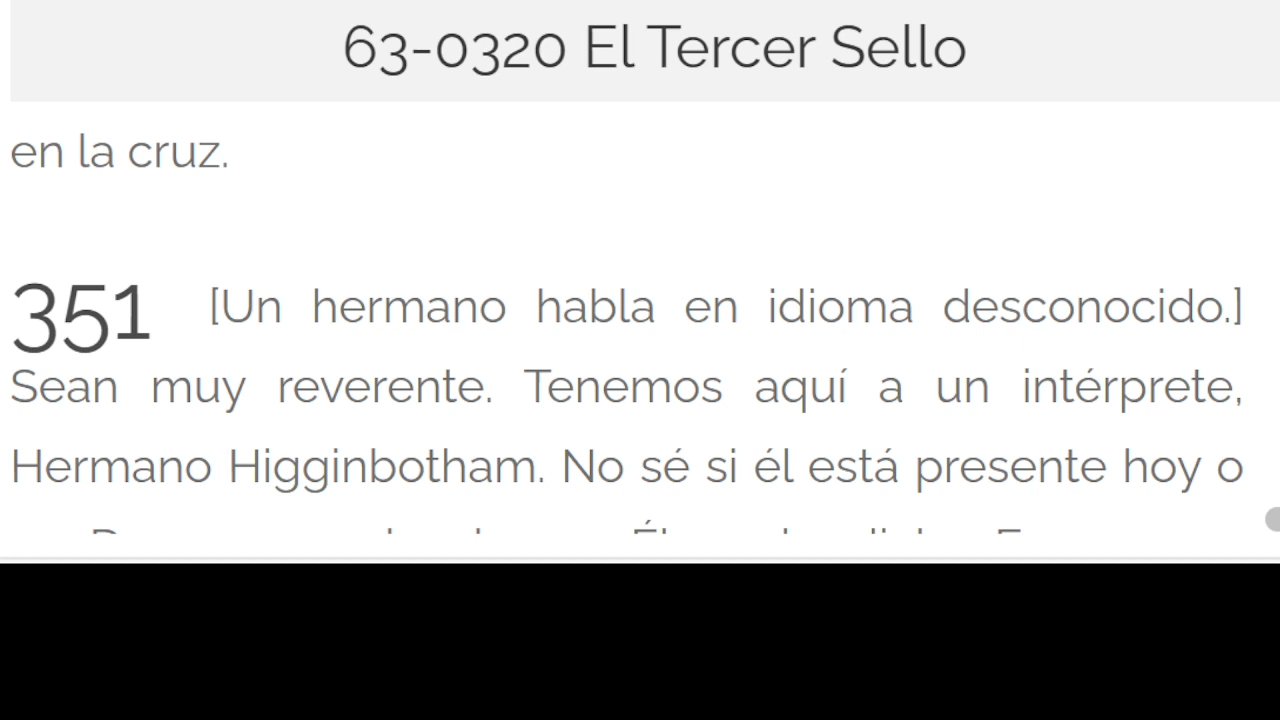 63-0320 El Tercer Sello
en la cruz.
351 [Un hermano habla en idioma desconocido.]
Sean muy reverente. Tenemos aquí a un intérprete,
Hermano Higginbotham. No sé si él está presente hoy o